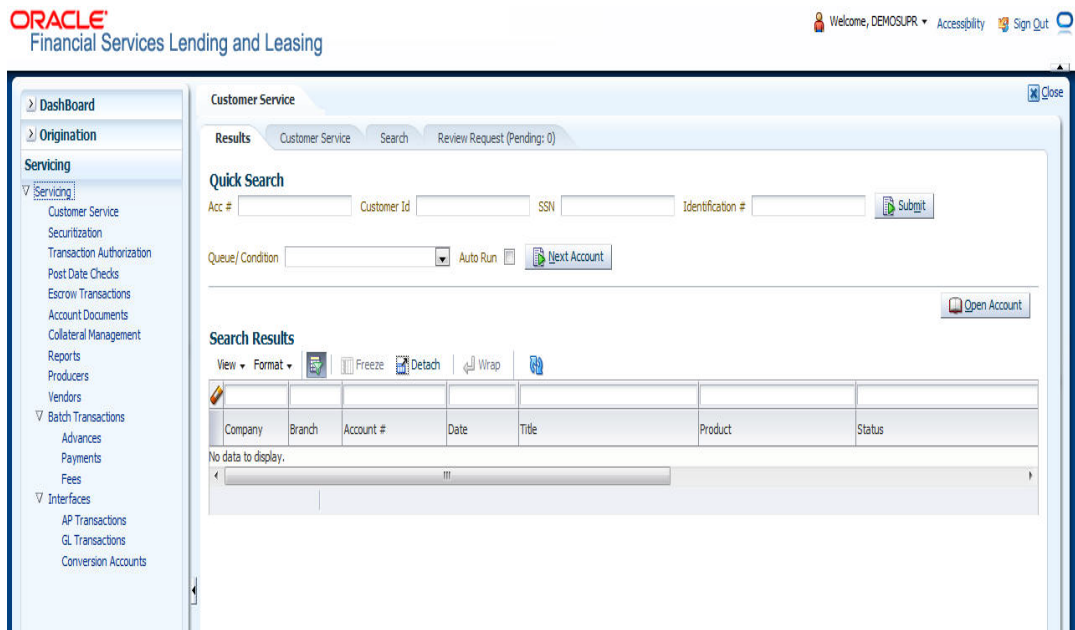 ORACLE
Financial Services Lending and Leasing
Welcome, DEMOSUPR Accessibility Sign Out
Close
DashBoard
Origination
Servicing
Servicing
Customer Service
Securitization
Transaction Authorization
Post Date Checks
Escrow Transactions
Account Documents
Collateral Management
Reports
Producers
Vendors
Batch Transactions
Advances
Payments
Fees
Interfaces
AP Transactions
GL Transactions
Conversion Accounts
Customer Service
Results Customer Service Search Review Request (Pending: 0)
Quick Search
Acc # Customer Id SSN Identification # Submit
Queue/ Condition Auto Run Next Account
Open Account
Search Results
View Format Freeze Detach Wrap
Company Branch Account # Date Title Product Status
No data to display.